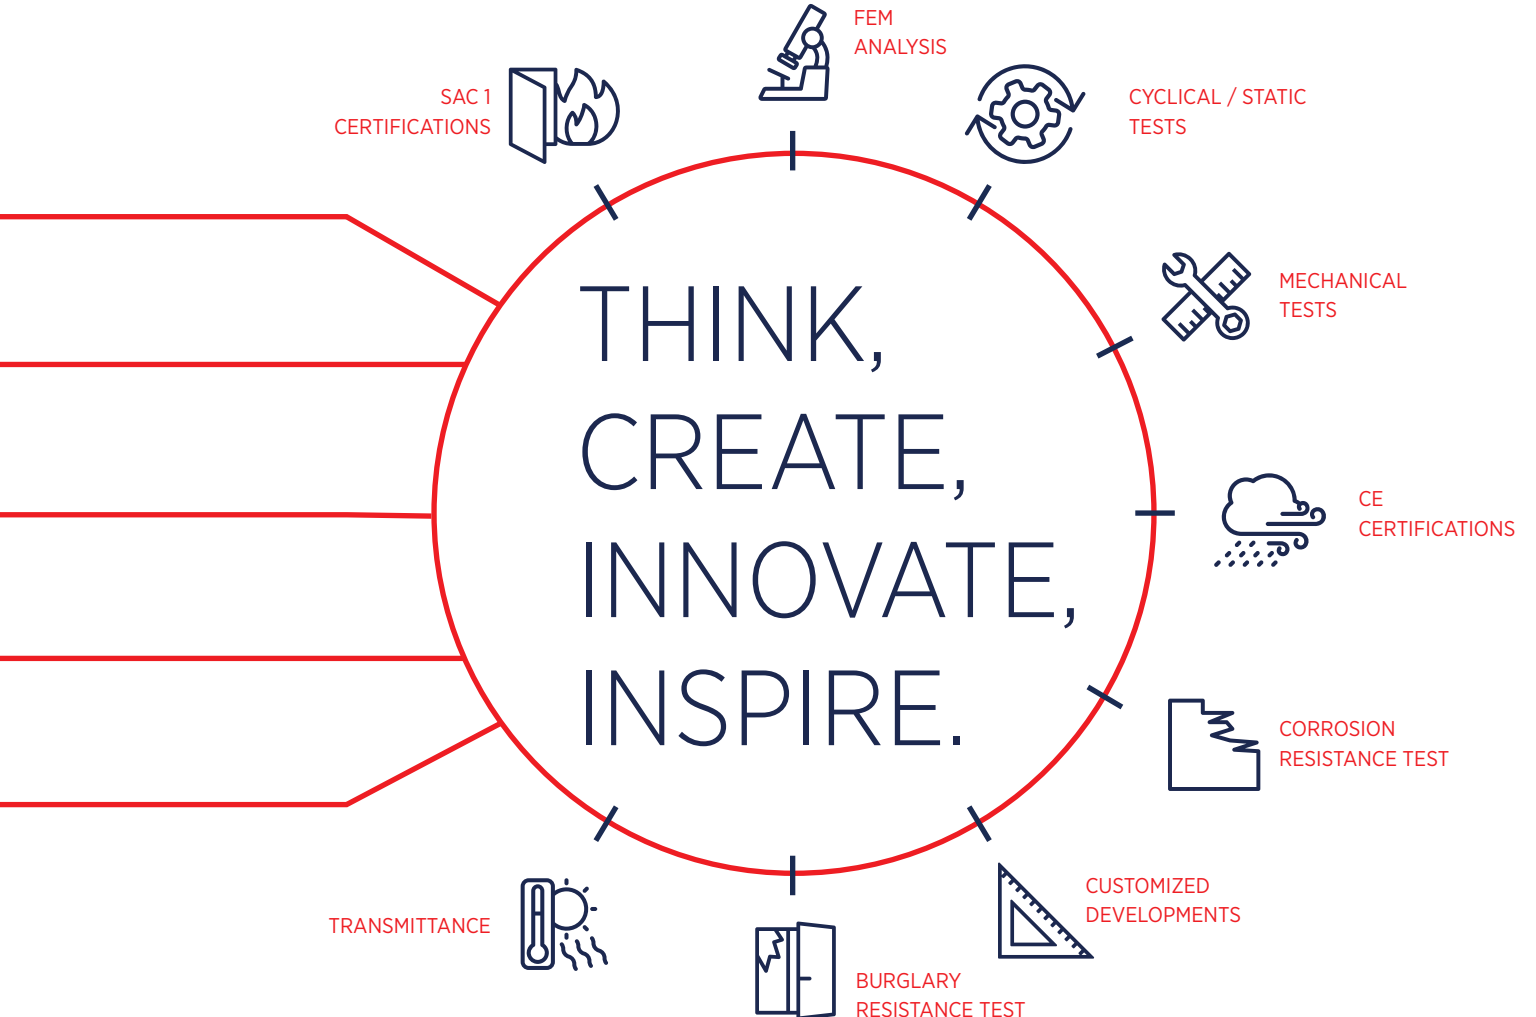 FEM
ANALYSIS
SAC 1
CERTIFICATIONS
CYCLICAL / STATIC
TESTS
MECHANICAL
TESTS
THINK,
CREATE,
INNOVATE,
INSPIRE.
CE
CERTIFICATIONS
CORROSION
RESISTANCE TEST
CUSTOMIZED
DEVELOPMENTS
TRANSMITTANCE
BURGLARY
RESISTANCE TEST